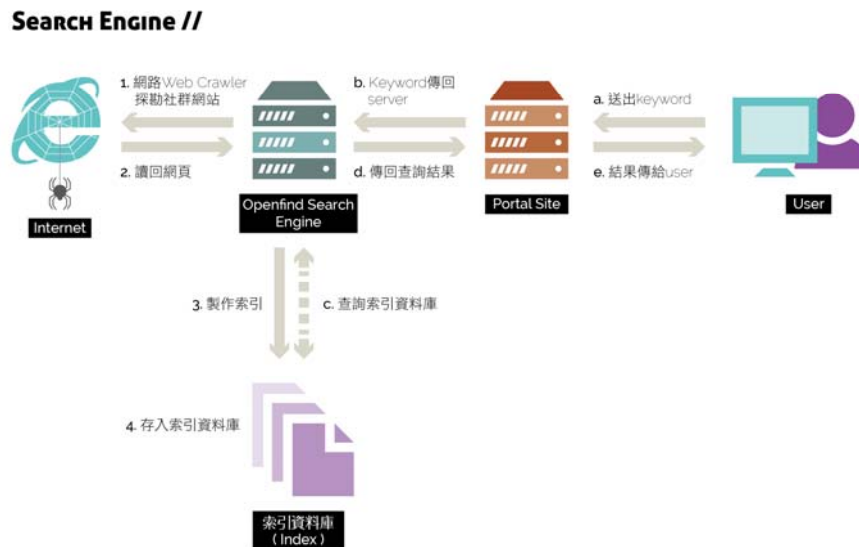 Search Engine //
1. 網路Web Crawler
探勘社群網站
2. 讀回網頁
Internet
b. Keyword傳回
server
d. 傳回查詢結果
Openfind Search
Engine
a. 送出keyword
e. 結果傳給user
Portal Site
User
3. 製作索引
c. 查詢索引資料庫
4. 存入索引資料庫
索引資料庫
( Index )